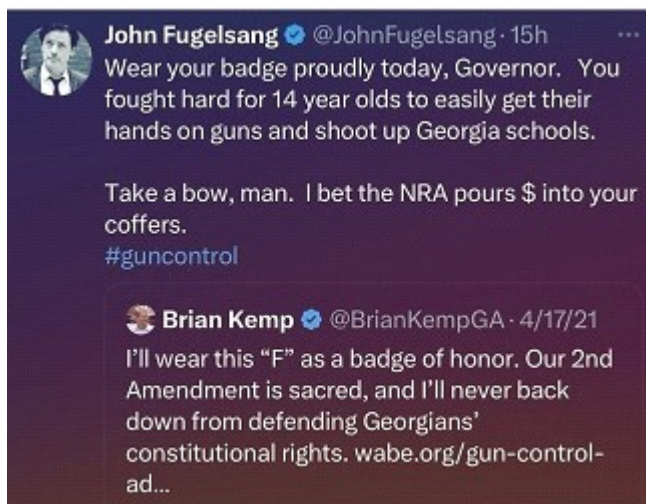 John Fugelsang @JohnFugelsang · 15h ...
Wear your badge proudly today, Governor. You
fought hard for 14 year olds to easily get their
hands on guns and shoot up Georgia schools.
Take a bow, man. I bet the NRA pours $ into your
coffers.
#guncontrol
Brian Kemp @BrianKempGA · 4/17/21
I'll wear this “F” as a badge of honor. Our 2nd
Amendment is sacred, and I'll never back
down from defending Georgians'
constitutional rights. wabe.org/gun-control-
ad...